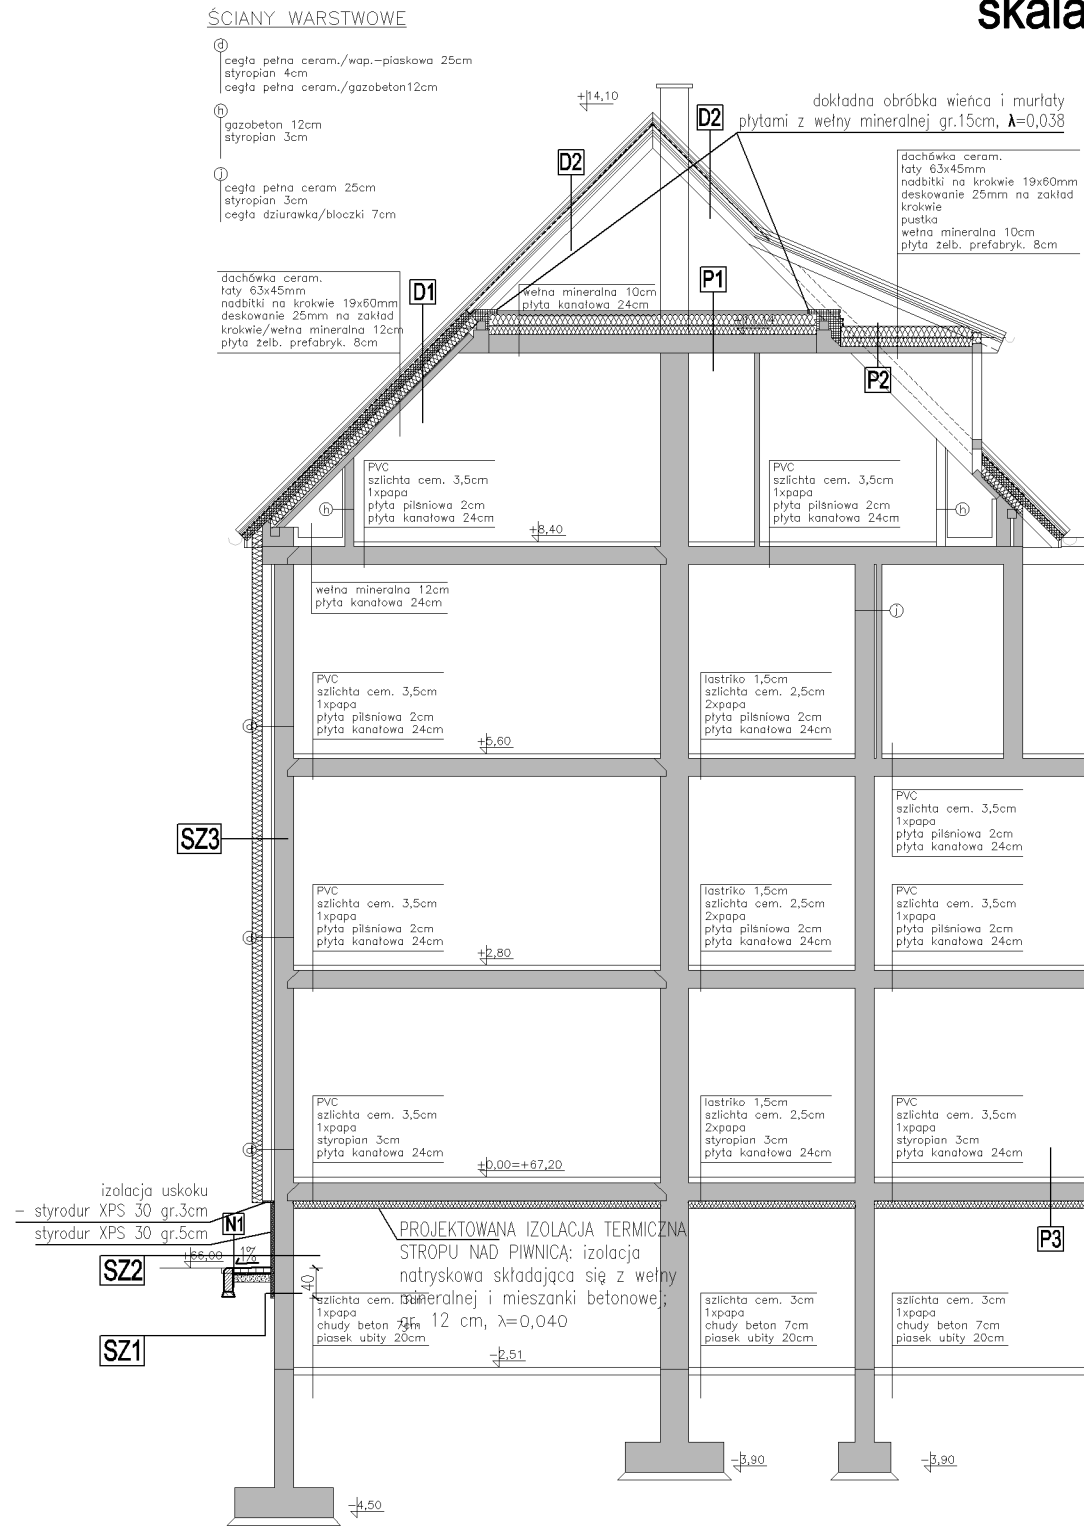 ŚCIANY WARSTWOWE
skala
d
cegła pełna ceram./wap.-piaskowa 25cm
styropian 4cm
cegła pełna ceram./gazobeton12cm
h
gazobeton 12cm
styropian 3cm
j
cegła pełna ceram 25cm
styropian 3cm
cegła dziurawka/bloczki 7cm
+14,10
dokładna obróbka wieńca i murłaty
płytami z wełny mineralnej gr.15cm, λ=0,038
D2
D2
dachówka ceram.
łaty 63x45mm
nadbitki na krokwie 19x60mm
deskowanie 25mm na zakład
krokwie
pustka
wełna mineralna 10cm
płyta żelb. prefabryk. 8cm
dachówka ceram.
łaty 63x45mm
nadbitki na krokwie 19x60mm
deskowanie 25mm na zakład
krokwie/wełna mineralna 12cm
płyta żelb. prefabryk. 8cm
D1
wełna mineralna 10cm
płyta kanałowa 24cm
P1
P2
PVC
szlichta cem. 3,5cm
1xpapa
płyta pilśniowa 2cm
płyta kanałowa 24cm
h
PVC
szlichta cem. 3,5cm
1xpapa
płyta pilśniowa 2cm
płyta kanałowa 24cm
h
+8,40
wełna mineralna 12cm
płyta kanałowa 24cm
j
PVC
szlichta cem. 3,5cm
1xpapa
płyta pilśniowa 2cm
płyta kanałowa 24cm
lastriko 1,5cm
szlichta cem. 2,5cm
2xpapa
płyta pilśniowa 2cm
płyta kanałowa 24cm
d
+5,60
PVC
szlichta cem. 3,5cm
1xpapa
płyta pilśniowa 2cm
płyta kanałowa 24cm
SZ3
PVC
szlichta cem. 3,5cm
1xpapa
płyta pilśniowa 2cm
płyta kanałowa 24cm
lastriko 1,5cm
szlichta cem. 2,5cm
2xpapa
płyta pilśniowa 2cm
płyta kanałowa 24cm
PVC
szlichta cem. 3,5cm
1xpapa
płyta pilśniowa 2cm
płyta kanałowa 24cm
d
+2,80
PVC
szlichta cem. 3,5cm
1xpapa
styropian 3cm
płyta kanałowa 24cm
lastriko 1,5cm
szlichta cem. 2,5cm
2xpapa
styropian 3cm
płyta kanałowa 24cm
PVC
szlichta cem. 3,5cm
1xpapa
styropian 3cm
płyta kanałowa 24cm
d
±0,00=+67,20
izolacja uskoku
- styrodur XPS 30 gr.3cm
styrodur XPS 30 gr.5cm
N1
1%
+66,00
SZ2
40
PROJEKTOWANA IZOLACJA TERMICZNA
STROPU NAD PIWNICĄ: izolacja
natryskowa składająca się z wełny
mineralnej i mieszanki betonowej;
gr. 12 cm, λ=0,040
P3
szlichta cem. 3cm
1xpapa
chudy beton 7cm
piasek ubity 20cm
szlichta cem. 3cm
1xpapa
chudy beton 7cm
piasek ubity 20cm
szlichta cem. 3cm
1xpapa
chudy beton 7cm
piasek ubity 20cm
SZ1
-2,51
-3,90
-3,90
-4,50